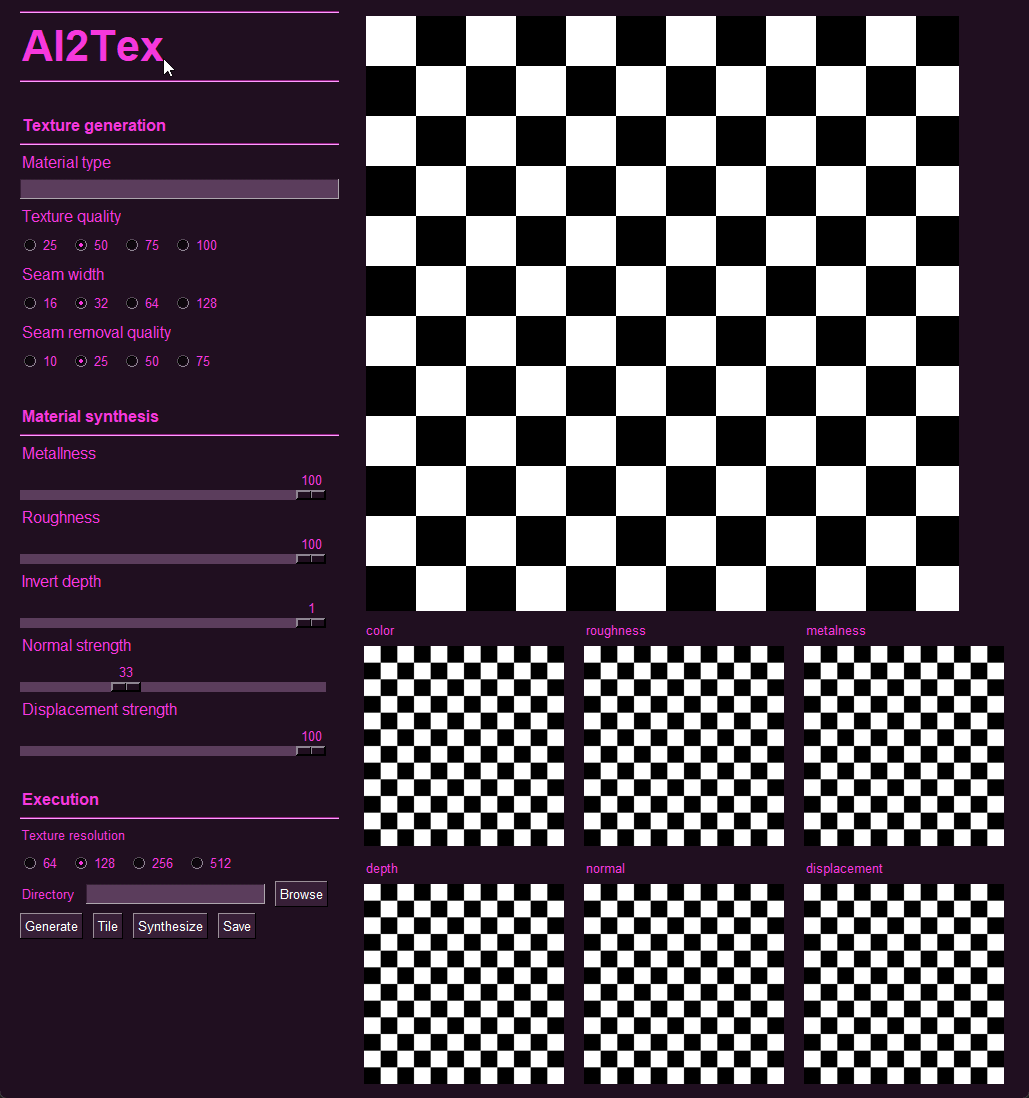 AI2Tex
Texture generation
Material type
Texture quality
25 50 75 100
Seam width
16 32 64 128
Seam removal quality
10 25 50 75
Material synthesis
Metallness
100
Roughness
100
Invert depth
1
Normal strength
33
Displacement strength
100
Execution
Texture resolution
64 128 256 512
Directory Browse
Generate Tile Synthesize Save
color roughness metalness
depth normal displacement